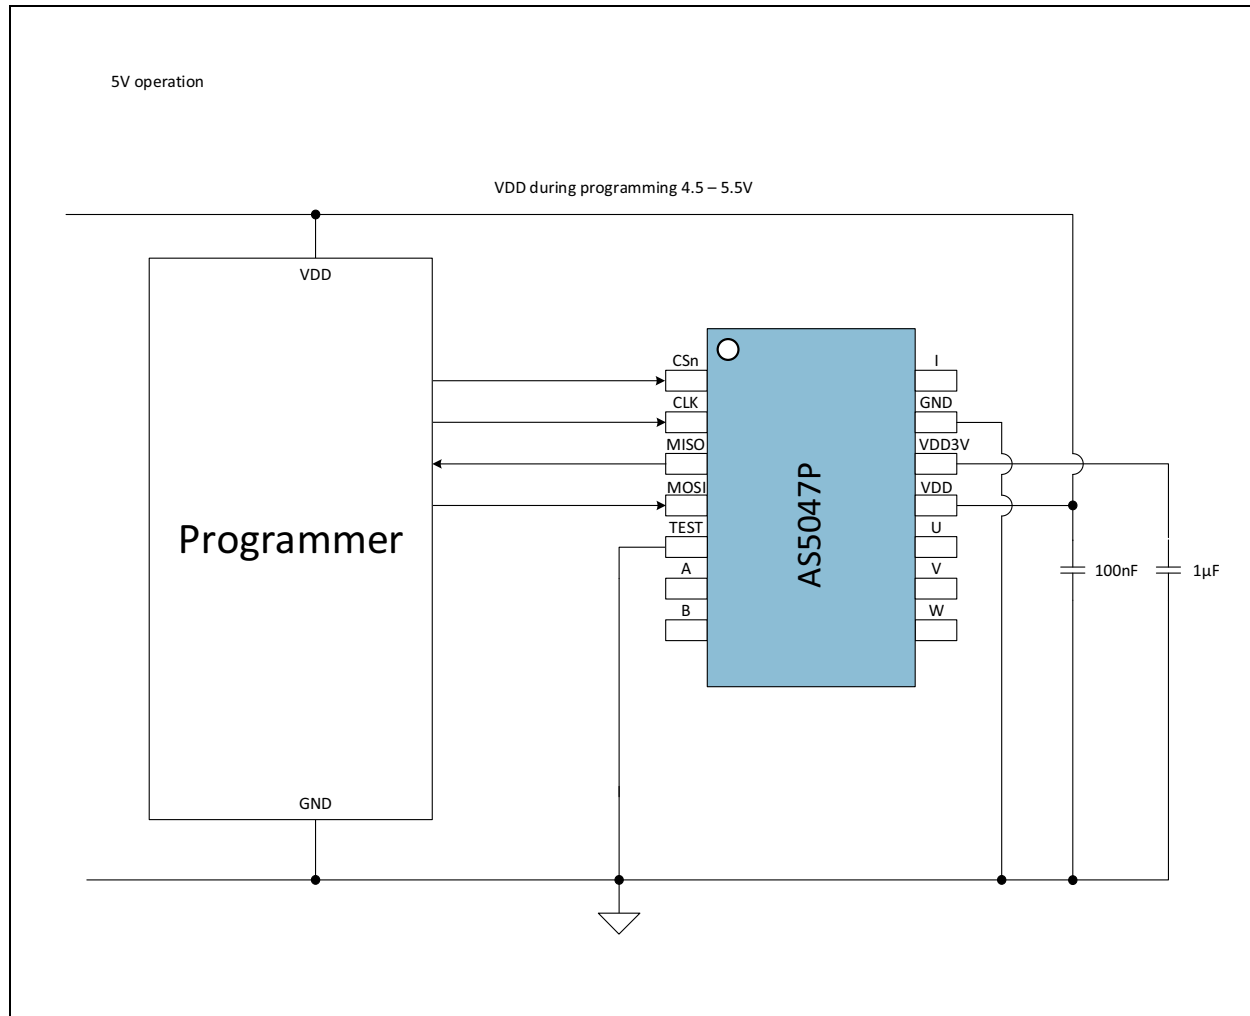 5V operation
VDD during programming 4.5 – 5.5V
VDD
Programmer
GND
CSn
CLK
MISO
MOSI
TEST
A
B
AS5047P
I
GND
VDD3V
VDD
U
V
W
100nF
1µF